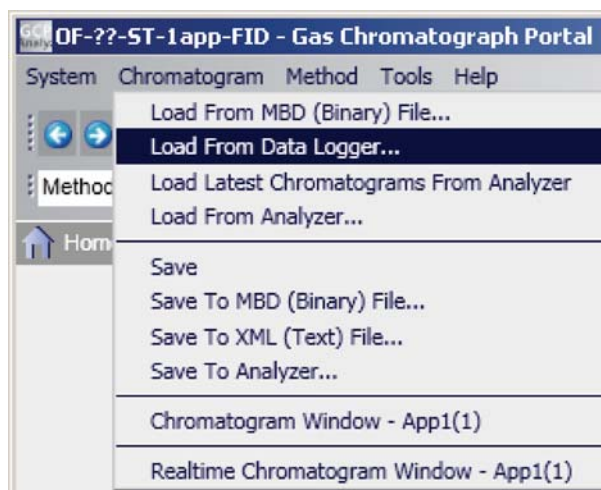 GCP
OF-??-ST-1app-FID - Gas Chromatograph Portal
System Chromatogram Method Tools Help
Load From MBD (Binary) File...
Load From Data Logger...
Load Latest Chromatograms From Analyzer
Load From Analyzer...
Save
Save To MBD (Binary) File...
Save To XML (Text) File...
Save To Analyzer...
Chromatogram Window - App1(1)
Realtime Chromatogram Window - App1(1)